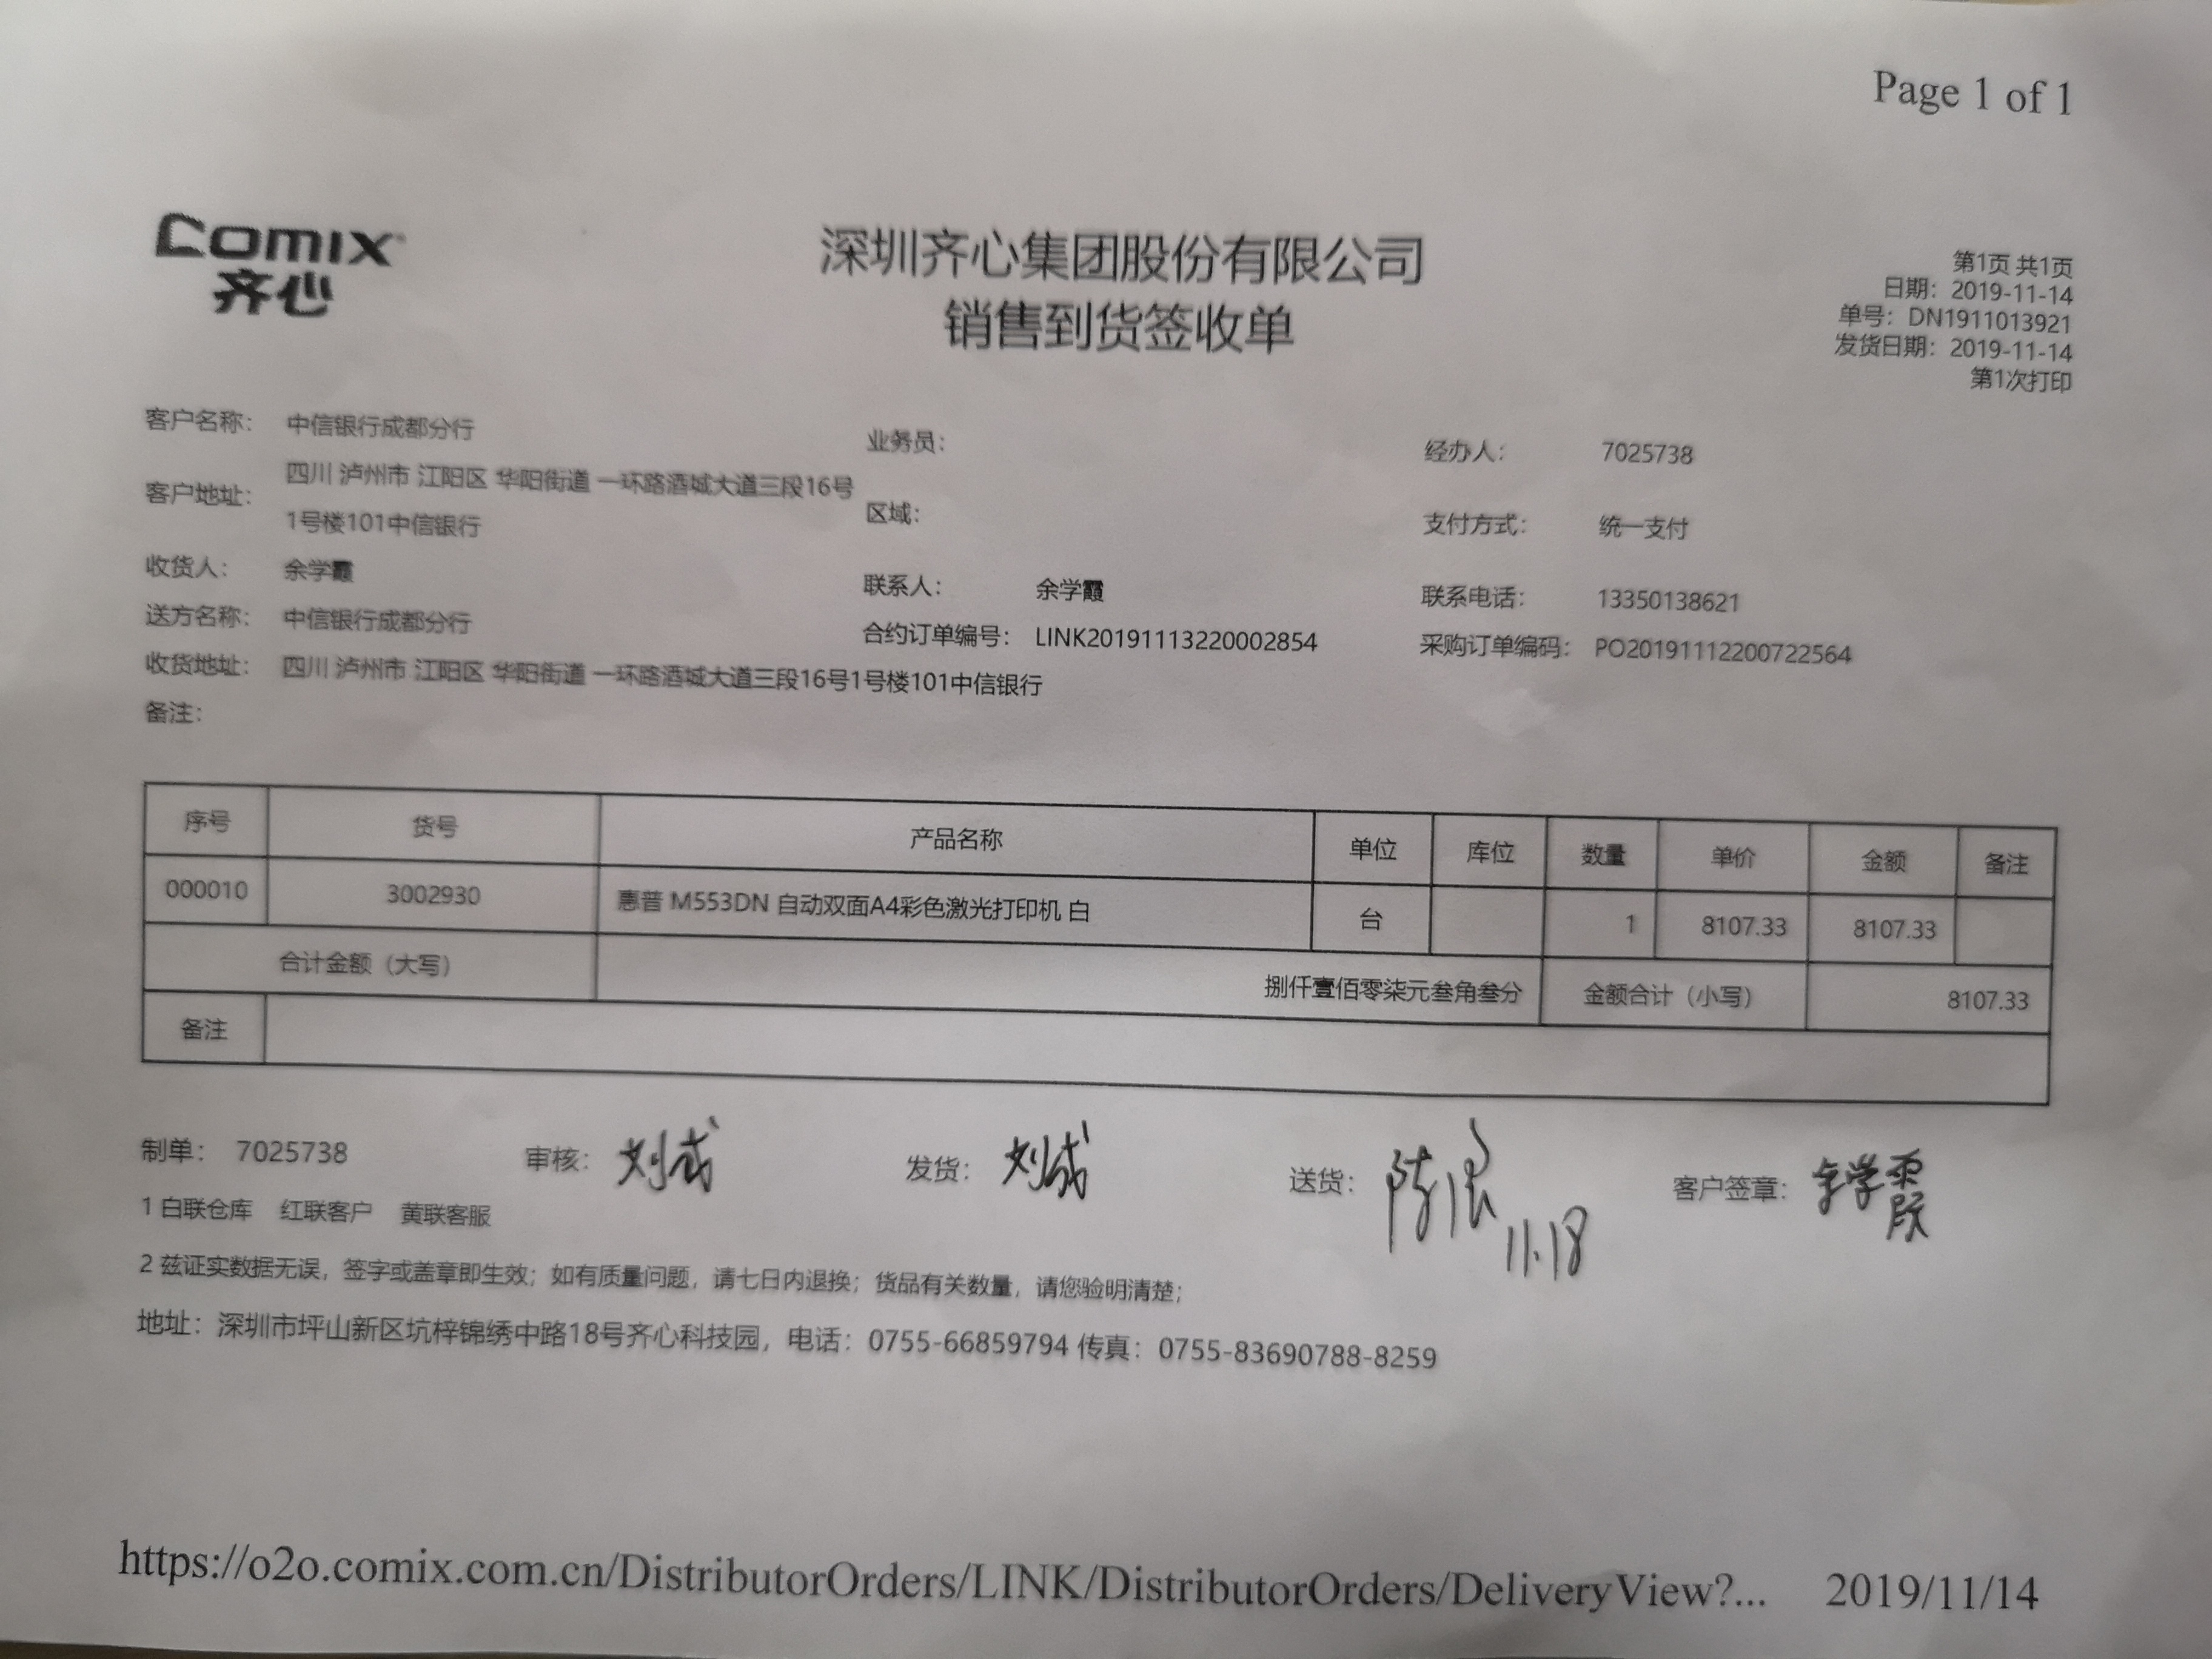 Page 1 of 1
COMIX
齐心
深圳齐心集团股份有限公司
销售到货签收单
第1页 共1页
日期：2019-11-14
单号：DN1911013921
发货日期：2019-11-14
第1次打印
客户名称： 中信银行成都分行 业务员： 经办人： 7025738
客户地址： 四川 泸州市 江阳区 华阳街道 一环路酒城大道三段16号
1号楼101中信银行 区域： 支付方式： 统一支付
收货人： 余学霞 联系人： 余学霞 联系电话： 13350138621
送方名称： 中信银行成都分行 合约订单编号： LINK20191113220002854 采购订单编码： PO20191112200722564
收货地址： 四川 泸州市 江阳区 华阳街道 一环路酒城大道三段16号1号楼101中信银行
备注：
序号 货号 产品名称 单位 库位 数量 单价 金额 备注
000010 3002930 惠普 M553DN 自动双面A4彩色激光打印机 白 台 1 8107.33 8107.33
合计金额（大写） 捌仟壹佰零柒元叁角叁分 金额合计（小写） 8107.33
备注
制单： 7025738 审核： 刘成 发货： 刘成 送货： 陈浪 客户签章： 余学霞
11.18
1 白联仓库 红联客户 黄联客服
2 兹证实数据无误，签字或盖章即生效；如有质量问题，请七日内退换；货品有关数量，请您验明清楚；
地址：深圳市坪山新区坑梓锦绣中路18号齐心科技园，电话：0755-66859794 传真：0755-83690788-8259
https://o2o.comix.com.cn/DistributorOrders/LINK/DistributorOrders/DeliveryView?... 2019/11/14